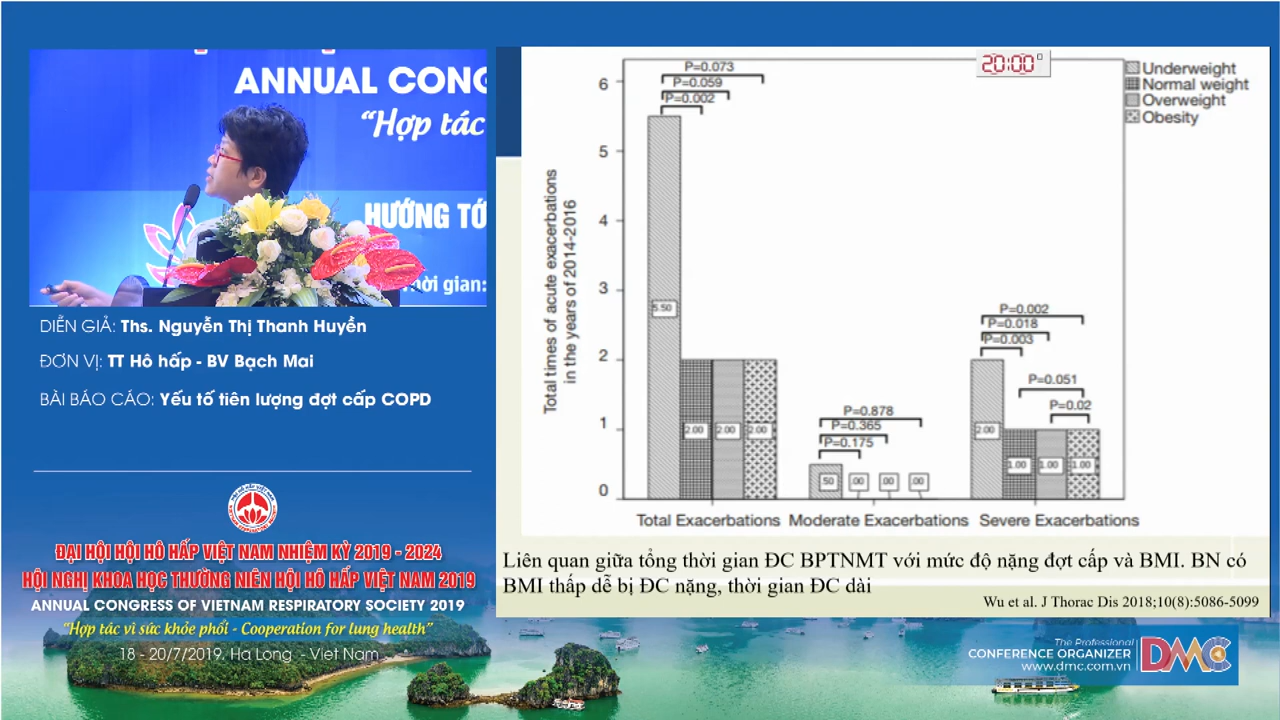 ANNUAL CONG
“Hợp tác
HƯỚNG TỚ
hời gian:
DIỄN GIẢ: Ths. Nguyễn Thị Thanh Huyền
ĐƠN VỊ: TT Hô hấp - BV Bạch Mai
BÀI BÁO CÁO: Yếu tố tiên lượng đợt cấp COPD
ĐẠI HỘI HỘI HÔ HẤP VIỆT NAM NHIỆM KỲ 2019 - 2024
HỘI NGHỊ KHOA HỌC THƯỜNG NIÊN HỘI HÔ HẤP VIỆT NAM 2019
ANNUAL CONGRESS OF VIETNAM RESPIRATORY SOCIETY 2019
“Hợp tác vì sức khỏe phổi - Cooperation for lung health”
18 - 20/7/2019. Ha Long - Viet Nam
20:00
Underweight
Normal weight
Overweight
Obesity
Total times of acute exacerbations
in the years of 2014-2016
6
5
4
3
2
1
0
P=0.073
P=0.059
P=0.002
5.50
2.00
2.00
2.00
P=0.878
P=0.365
P=0.175
.50
.00
.00
.00
P=0.002
P=0.018
P=0.003
P=0.051
P=0.02
2.00
1.00
1.00
1.00
Total Exacerbations
Moderate Exacerbations
Severe Exacerbations
Liên quan giữa tổng thời gian ĐC BPTNMT với mức độ nặng đợt cấp và BMI. BN có
BMI thấp dễ bị ĐC nặng, thời gian ĐC dài
Wu et al. J Thorac Dis 2018;10(8):5086-5099
The Professional
CONFERENCE ORGANIZER
www.dmc.com.vn
DMC